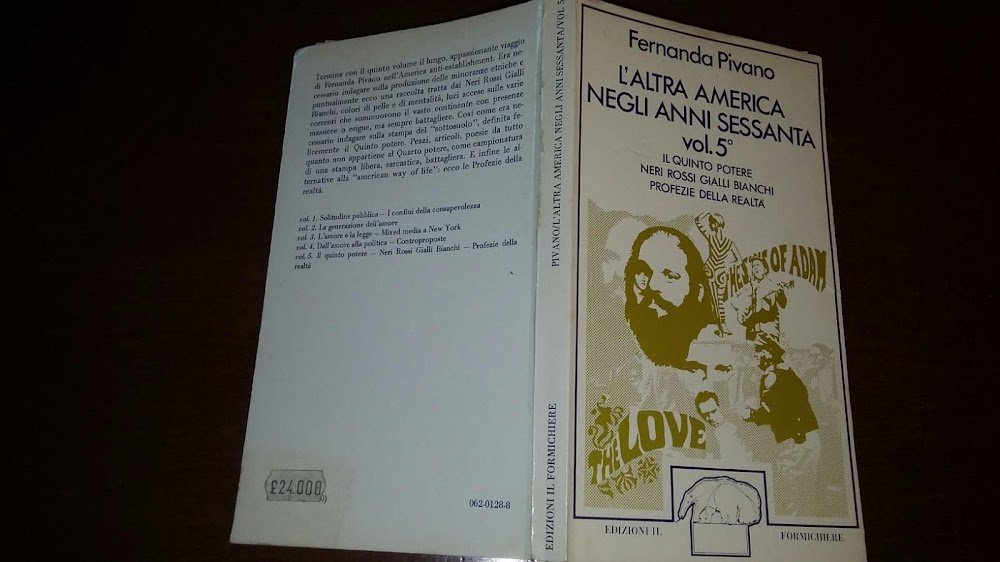 Termina con il quinto volume il lungo, appassionante viaggio
di Fernanda Pivano nell'America anti-establishment. Era ne-
cessario indagare sulla produzione delle minoranze etniche e
puntualmente ecco una raccolta tratta dai Neri Rossi Gialli
Bianchi, colori di pelle e di mentalità, luci accese sulle varie
correnti che sommuovono il vasto continente con presenze
massicce o esigue, ma sempre battagliere. Così come era ne-
cessario indagare sulla stampa del "sottosuolo", definita fe-
licemente il Quinto potere. Pezzi, articoli, poesie da tutto
quanto non appartiene al Quarto potere, come campionatura
di una stampa libera, sarcastica, battagliera. E infine le al-
ternative alla "american way of life": ecco le Profezie della
realtà.
vol. 1. Solitudine pubblica – I confini della consapevolezza
vol. 2. La generazione dell'amore
vol. 3. L'amore e la legge – Mixed media a New York
vol. 4. Dall'amore alla politica – Controproposte
vol. 5. Il quinto potere – Neri Rossi Gialli Bianchi – Profezie della
realtà
£24.000
062-0128-8
PIVANO/L'ALTRA AMERICA NEGLI ANNI SESSANTA/VOL 5
EDIZIONI IL FORMICHIERE
Fernanda Pivano
L'ALTRA AMERICA
NEGLI ANNI SESSANTA
vol. 5°
IL QUINTO POTERE
NERI ROSSI GIALLI BIANCHI
PROFEZIE DELLA REALTÀ
OF ADAM
THE LOVE
EDIZIONI IL FORMICHIERE